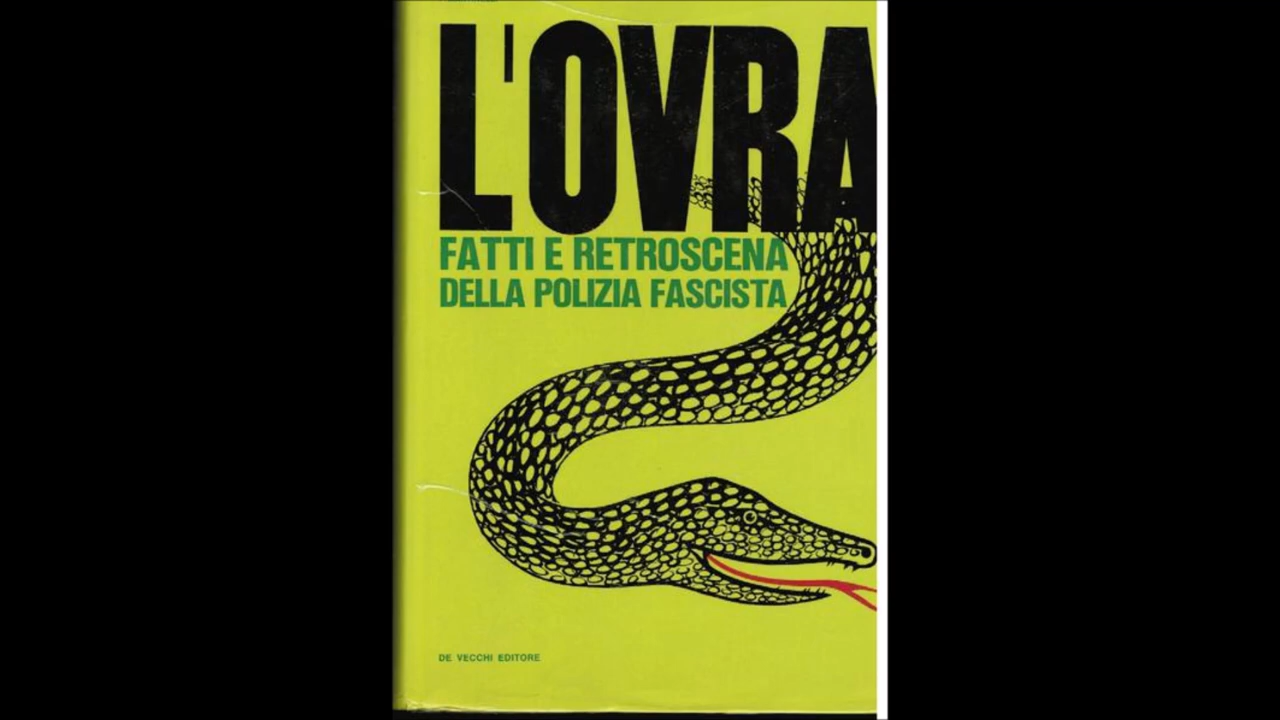 L'OVRA
FATTI E RETROSCENA
DELLA POLIZIA FASCISTA
DE VECCHI EDITORE